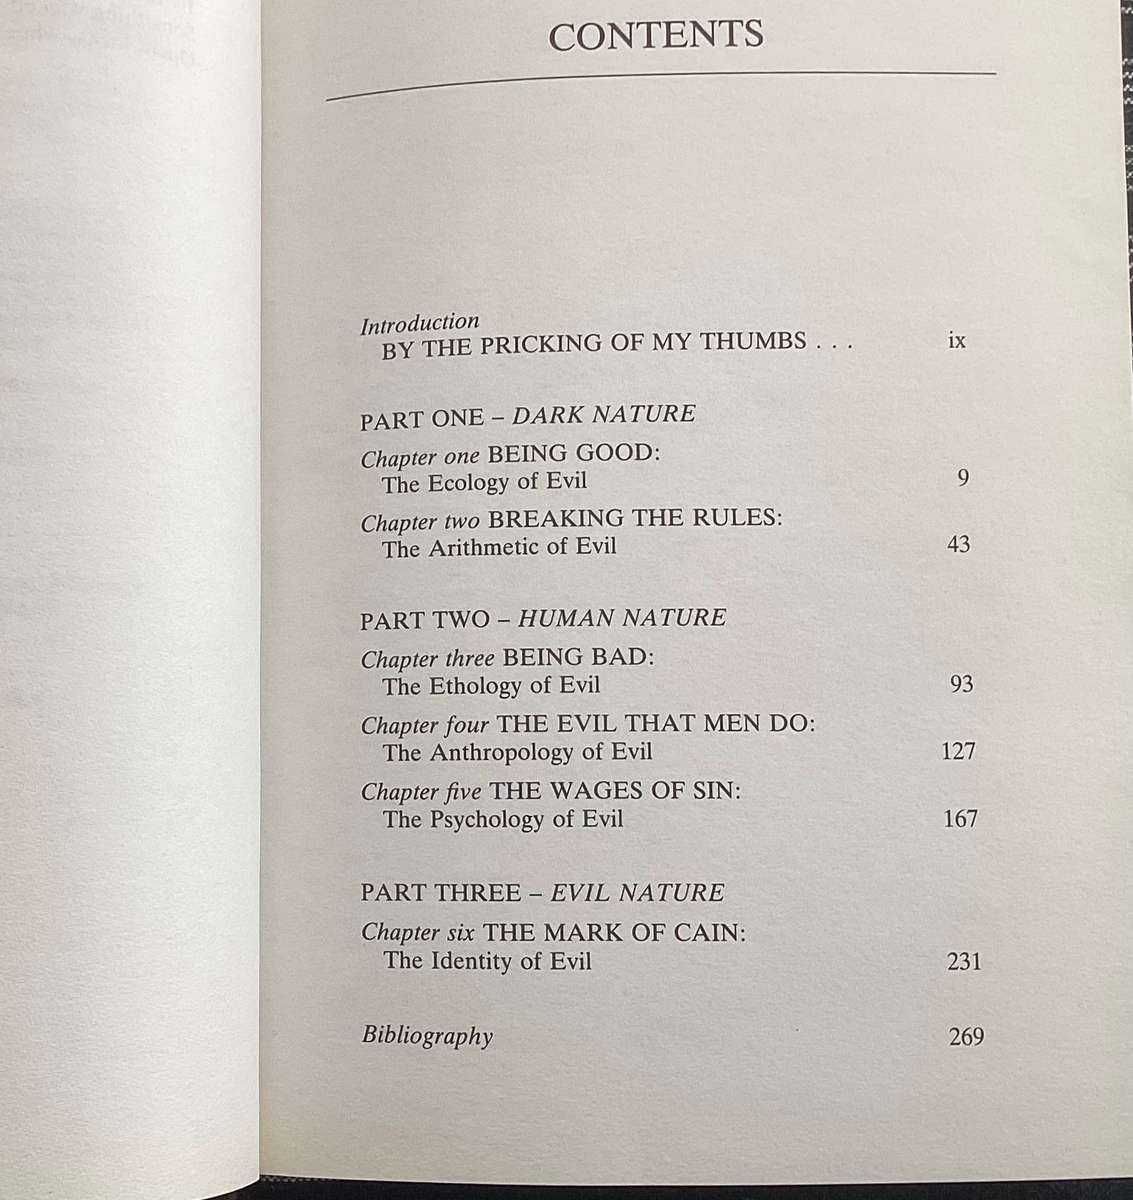 CONTENTS
Introduction
BY THE PRICKING OF MY THUMBS . . . ix
PART ONE – DARK NATURE
Chapter one BEING GOOD:
The Ecology of Evil 9
Chapter two BREAKING THE RULES:
The Arithmetic of Evil 43
PART TWO – HUMAN NATURE
Chapter three BEING BAD:
The Ethology of Evil 93
Chapter four THE EVIL THAT MEN DO:
The Anthropology of Evil 127
Chapter five THE WAGES OF SIN:
The Psychology of Evil 167
PART THREE – EVIL NATURE
Chapter six THE MARK OF CAIN:
The Identity of Evil 231
Bibliography 269